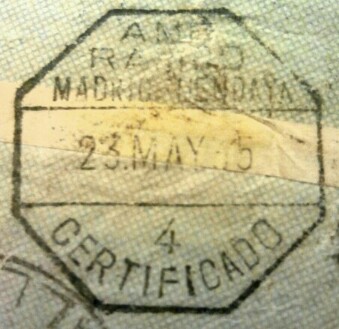 AMB
MADRID HENDAYA
23.MAY
4
CERTIFICADO